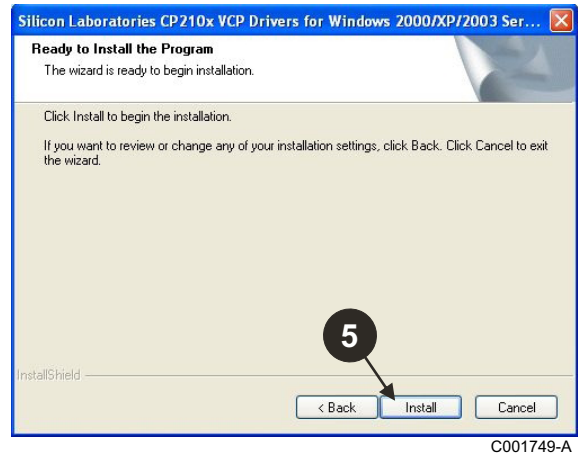 Silicon Laboratories CP210x VCP Drivers for Windows 2000/XP/2003 Ser...
Ready to Install the Program
The wizard is ready to begin installation.
Click Install to begin the installation.
If you want to review or change any of your installation settings, click Back. Click Cancel to exit
the wizard.
5
InstallShield
< Back Install Cancel
C001749-A